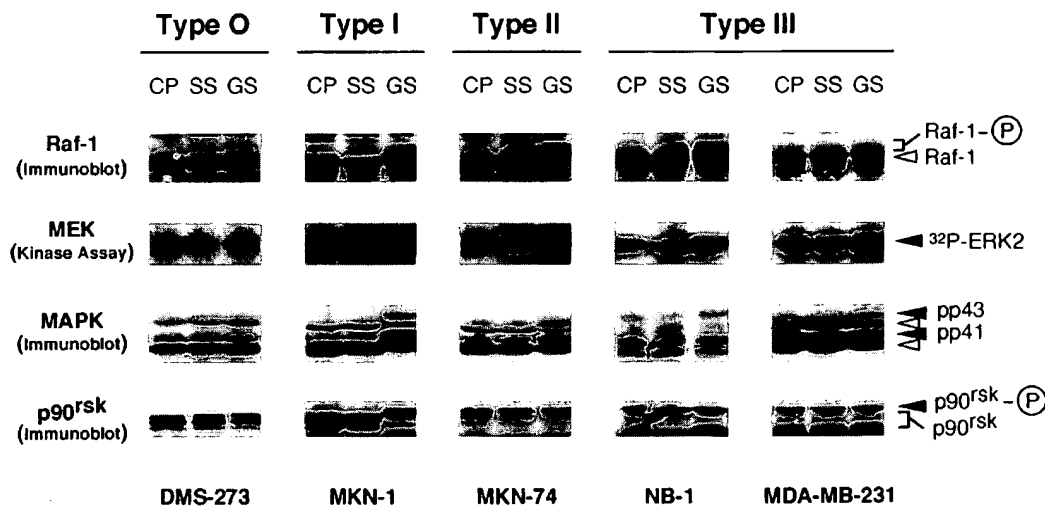 Type O Type I Type II Type III
CP SS GS CP SS GS CP SS GS CP SS GS CP SS GS
Raf-1
(Immunoblot)
Raf-1-Ⓟ
Raf-1
MEK
(Kinase Assay)
³²P-ERK2
MAPK
(Immunoblot)
pp43
pp41
p90rsk
(Immunoblot)
p90rsk-Ⓟ
p90rsk
DMS-273 MKN-1 MKN-74 NB-1 MDA-MB-231